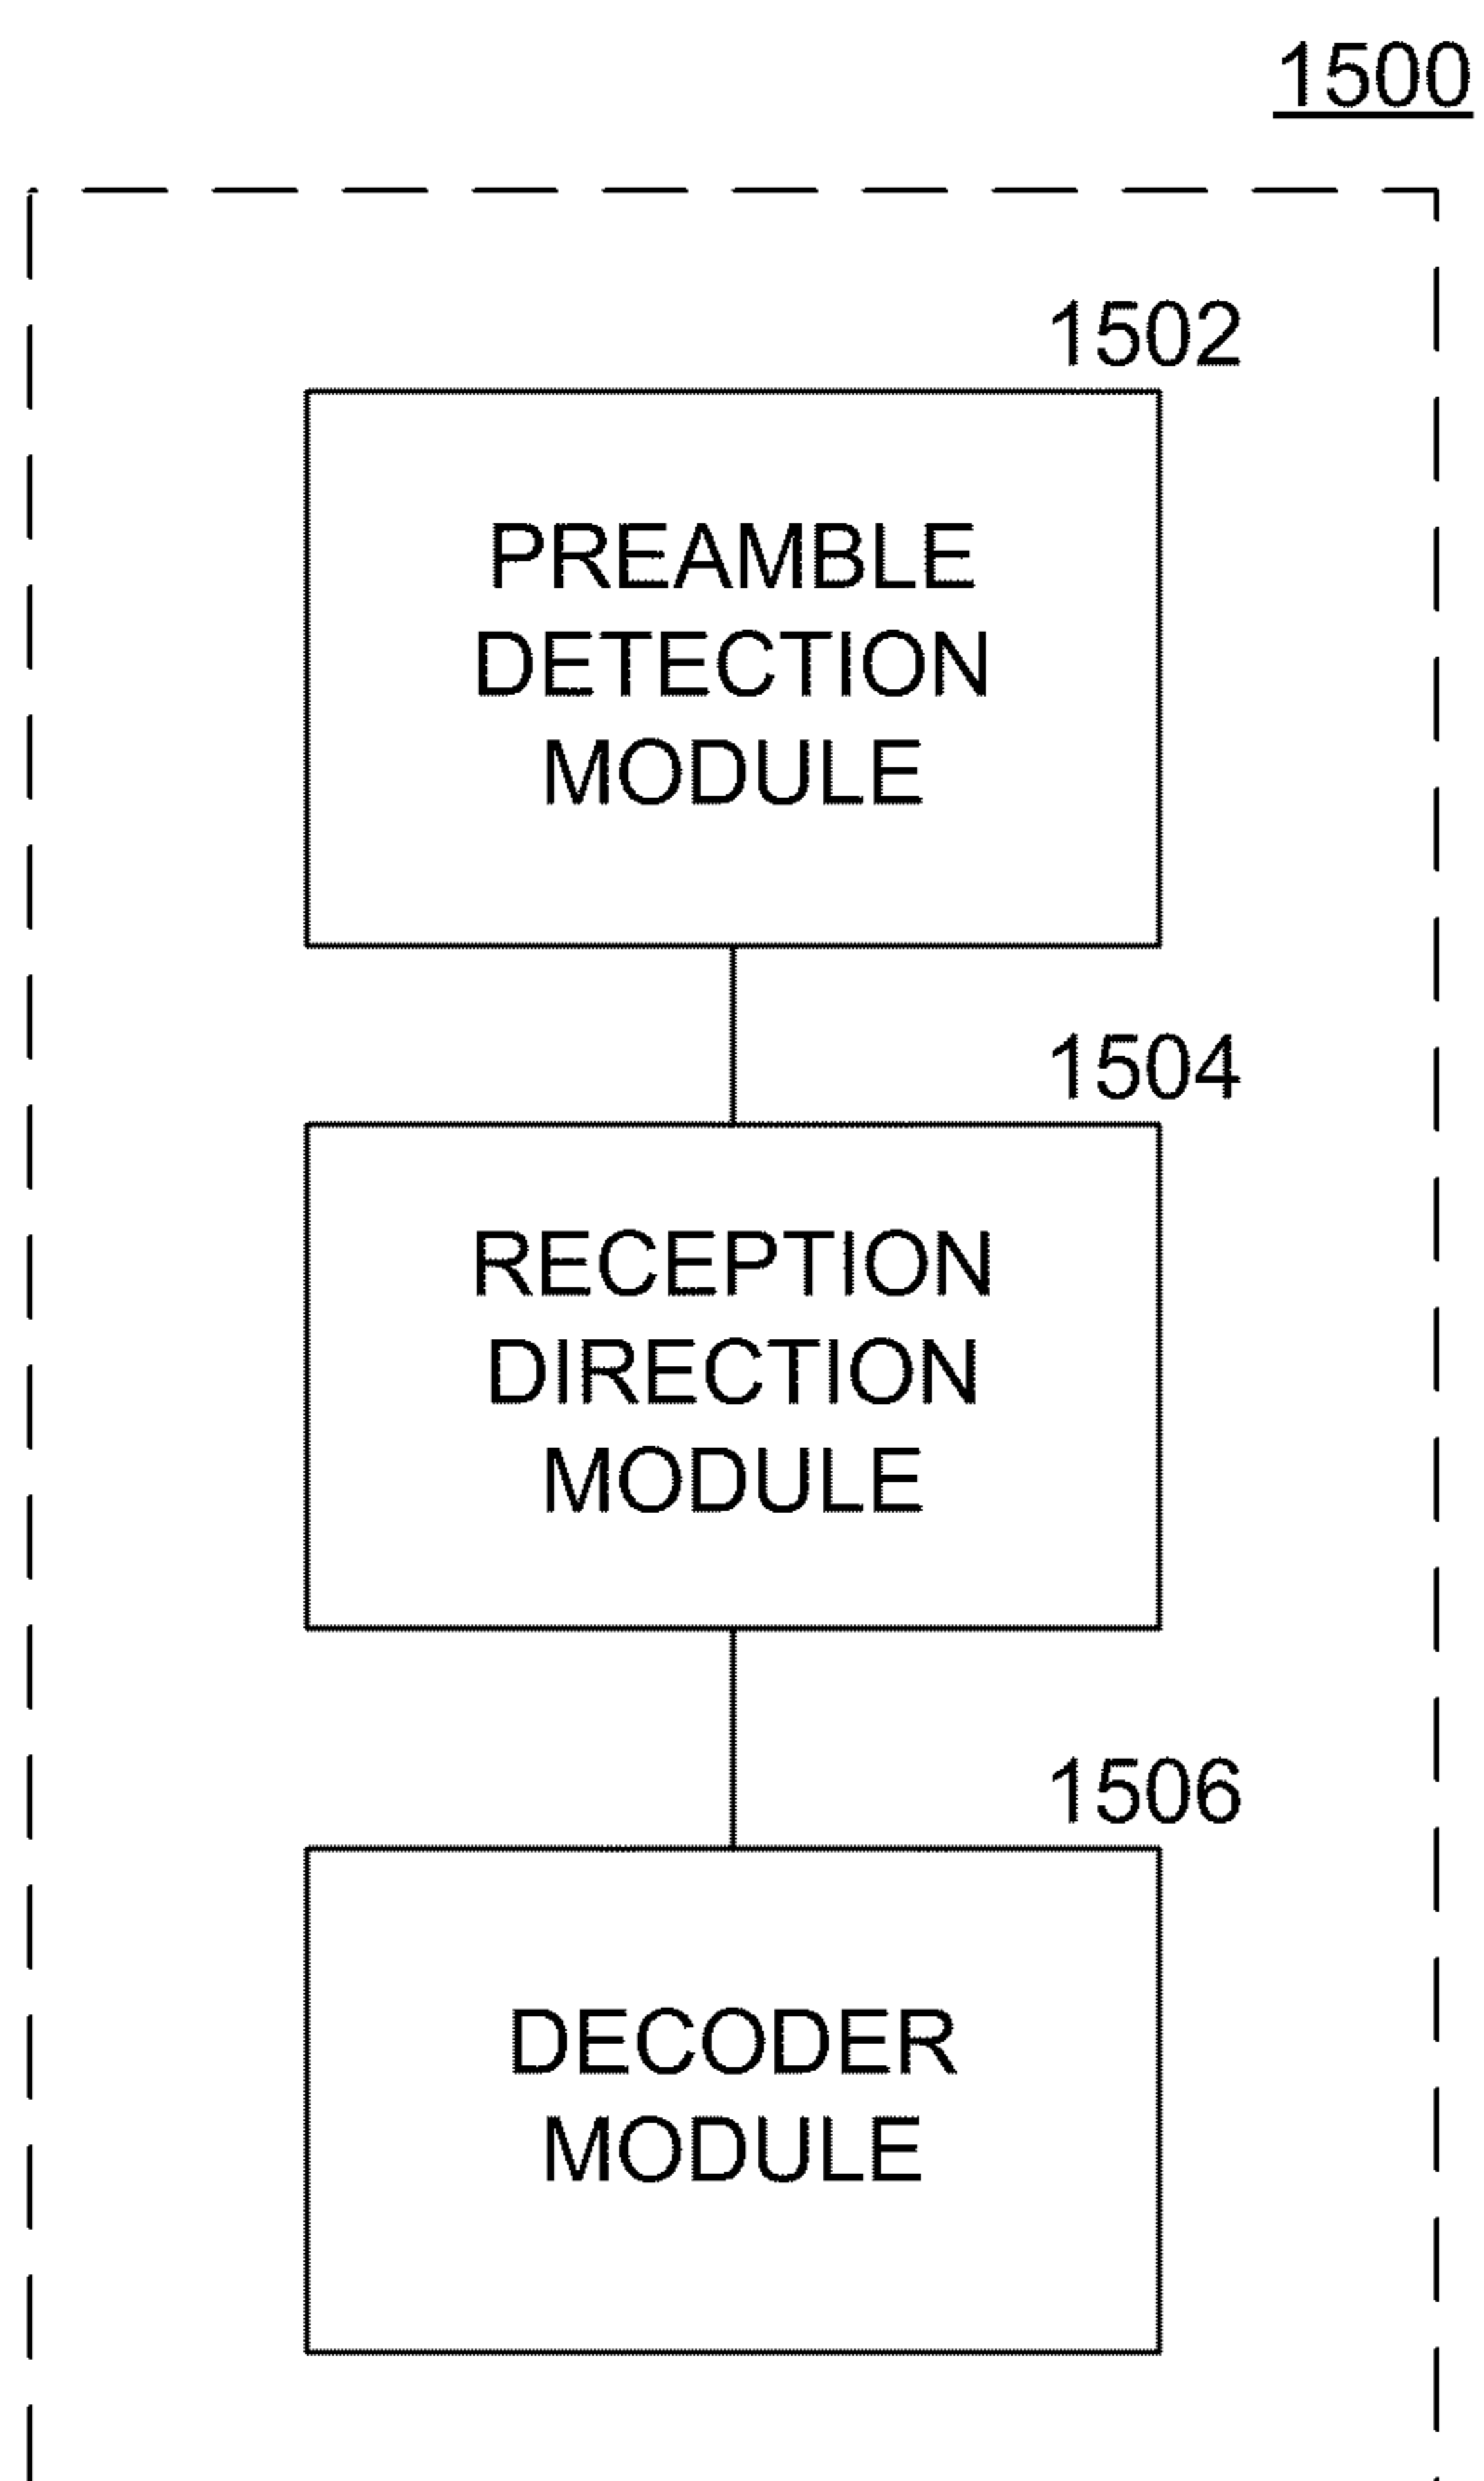 1500
1502
PREAMBLE
DETECTION
MODULE
1504
RECEPTION
DIRECTION
MODULE
1506
DECODER
MODULE